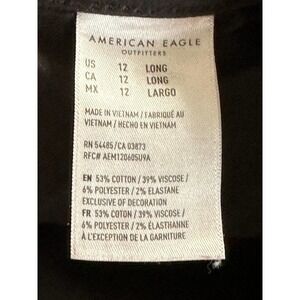 AMERICAN EAGLE
OUTFITTERS
US 12 LONG
CA 12 LONG
MX 12 LARGO
MADE IN VIETNAM / FABRIQUÉ AU
VIETNAM / HECHO EN VIETNAM
RN 54485/CA 03873
RFC# AEM120605U9A
EN 53% COTTON / 39% VISCOSE /
6% POLYESTER / 2% ELASTANE
EXCLUSIVE OF DECORATION
FR 53% COTON / 39% VISCOSE /
6% POLYESTER / 2% ÉLASTHANNE
À L'EXCEPTION DE LA GARNITURE